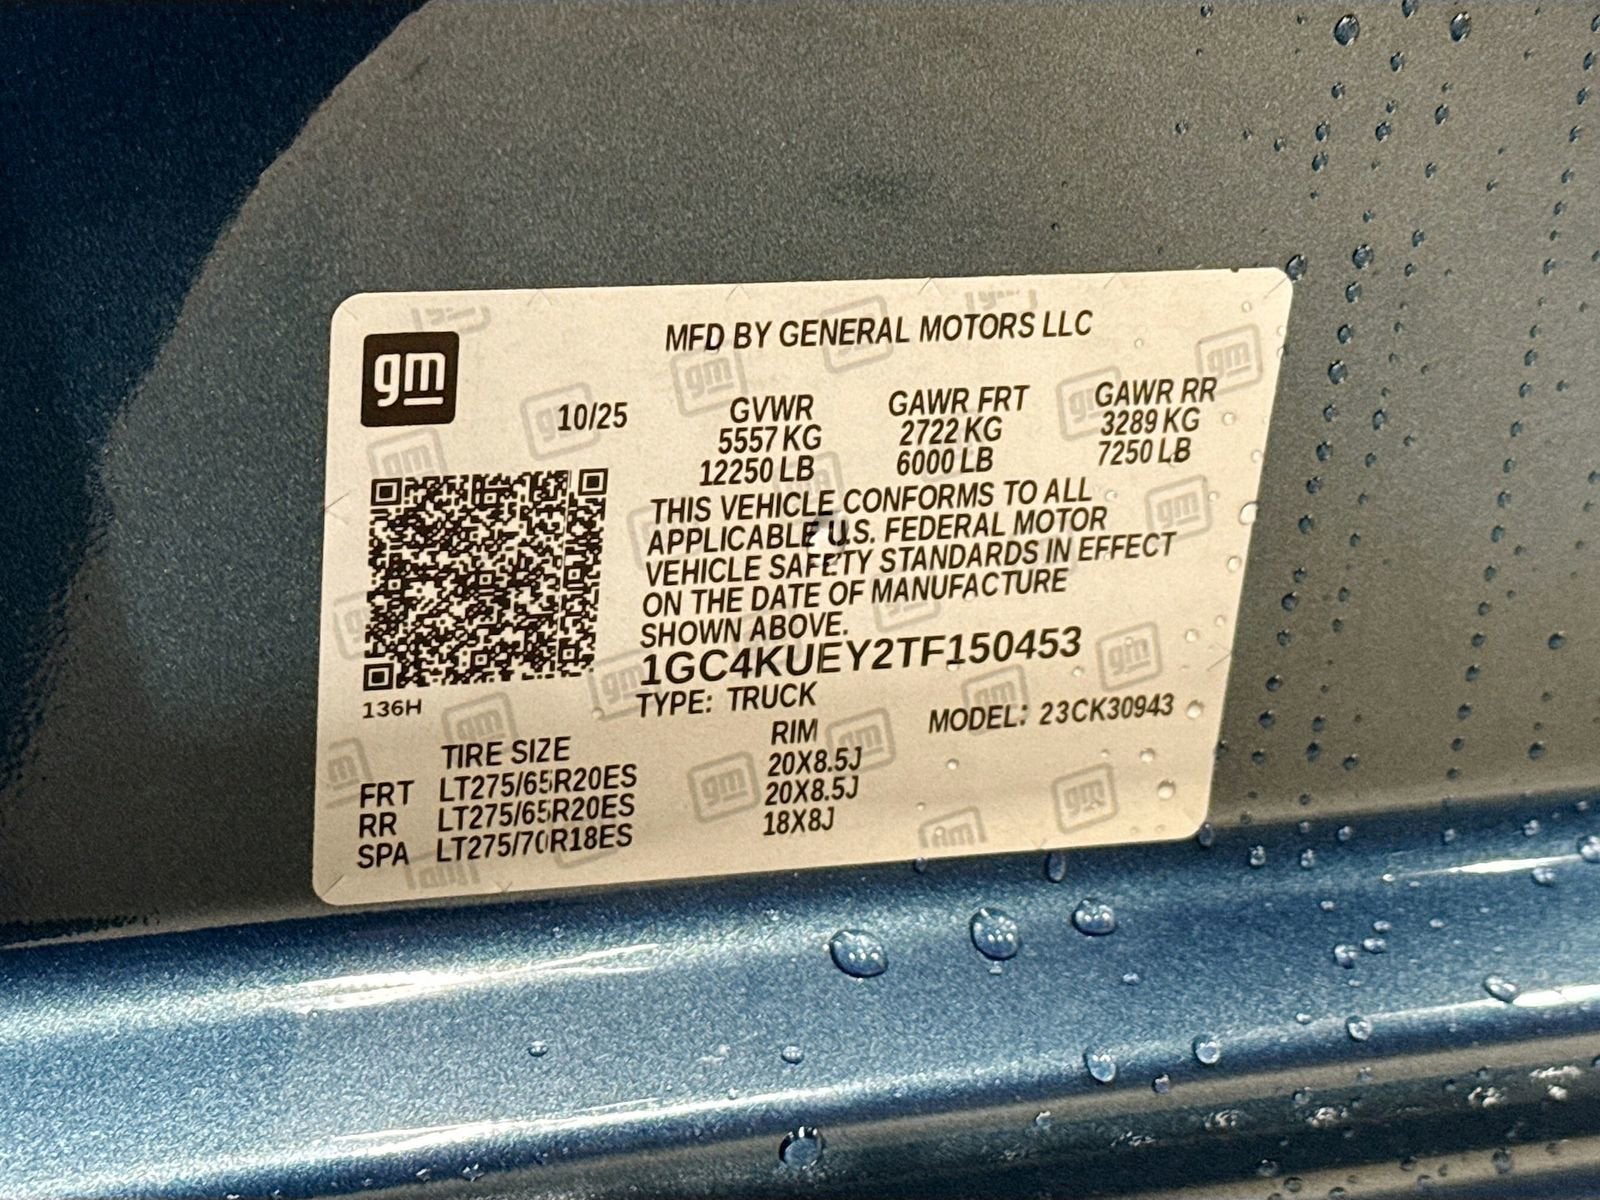 gm
MFD BY GENERAL MOTORS LLC
10/25 GVWR GAWR FRT GAWR RR
5557 KG 2722 KG 3289 KG
12250 LB 6000 LB 7250 LB
THIS VEHICLE CONFORMS TO ALL
APPLICABLE U.S. FEDERAL MOTOR
VEHICLE SAFETY STANDARDS IN EFFECT
ON THE DATE OF MANUFACTURE
SHOWN ABOVE.
1GC4KUEY2TF150453
136H
TYPE: TRUCK MODEL: 23CK30943
TIRE SIZE RIM
FRT LT275/65R20ES 20X8.5J
RR LT275/65R20ES 20X8.5J
SPA LT275/70R18ES 18X8J